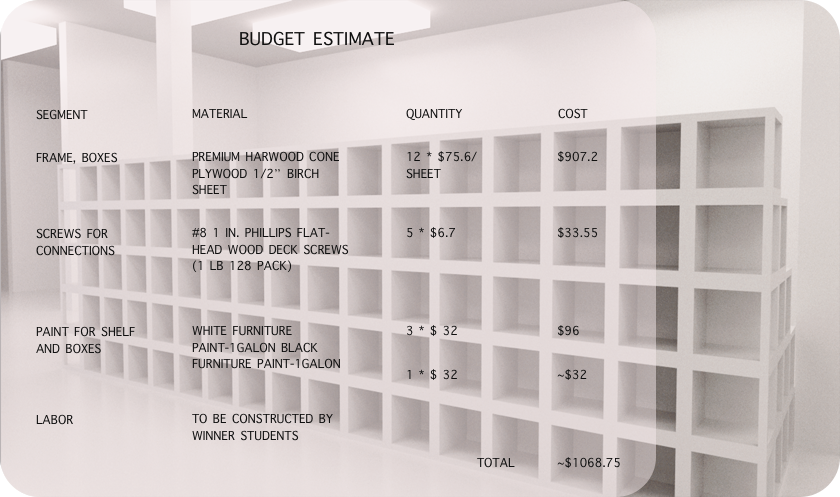 BUDGET ESTIMATE
SEGMENT MATERIAL QUANTITY COST
FRAME, BOXES PREMIUM HARWOOD CONE 12 * $75.6/ $907.2
PLYWOOD 1/2" BIRCH SHEET
SHEET
SCREWS FOR #8 1 IN. PHILLIPS FLAT- 5 * $6.7 $33.55
CONNECTIONS HEAD WOOD DECK SCREWS
(1 LB 128 PACK)
PAINT FOR SHELF WHITE FURNITURE 3 * $ 32 $96
AND BOXES PAINT-1GALON BLACK
FURNITURE PAINT-1GALON
1 * $ 32 ~$32
LABOR TO BE CONSTRUCTED BY
WINNER STUDENTS
TOTAL ~$1068.75